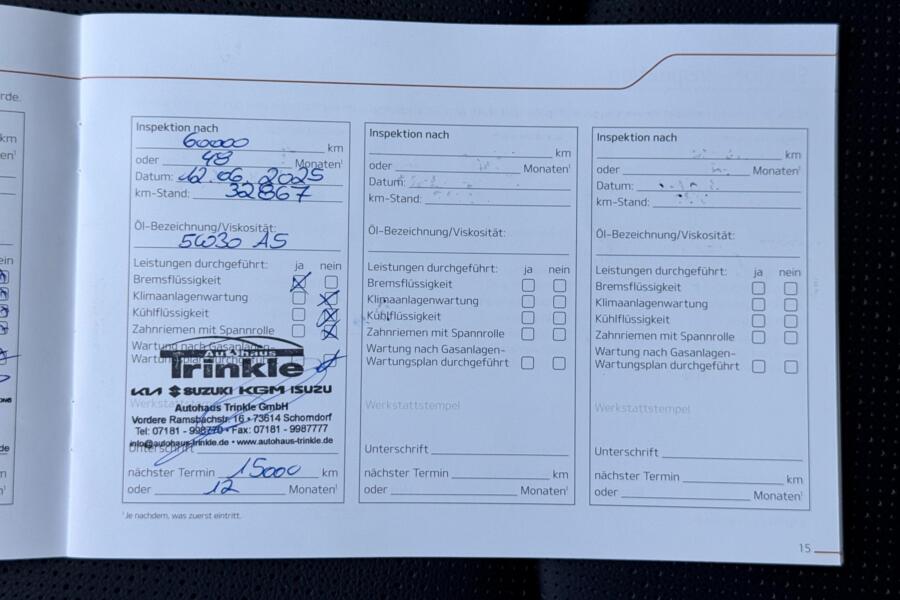 rde.
km
en¹
ein
de
n
n¹
Inspektion nach
60000 km
oder 48 Monaten¹
Datum: 12.06.2025
km-Stand: 32867
Öl-Bezeichnung/Viskosität:
5W30 A5
Leistungen durchgeführt: ja nein
Bremsflüssigkeit
Klimaanlagenwartung
Kühlflüssigkeit
Zahnriemen mit Spannrolle
Wartung nach Gasanlagen-
Wartungsplan durchgeführt
Autohaus
Trinkle
KIA SUZUKI KGM ISUZU
Werkstattstempel
Autohaus Trinkle GmbH
Vordere Ramsbachstr. 16 • 73614 Schorndorf
Tel: 07181 - 998770 • Fax: 07181 - 9987777
info@autohaus-trinkle.de • www.autohaus-trinkle.de
Unterschrift
nächster Termin 15000 km
oder 12 Monaten¹
¹Je nachdem, was zuerst eintritt.
Inspektion nach
km
oder Monaten¹
Datum:
km-Stand:
Öl-Bezeichnung/Viskosität:
Leistungen durchgeführt: ja nein
Bremsflüssigkeit
Klimaanlagenwartung
Kühlflüssigkeit
Zahnriemen mit Spannrolle
Wartung nach Gasanlagen-
Wartungsplan durchgeführt
Werkstattstempel
Unterschrift
nächster Termin km
oder Monaten¹
Inspektion nach
km
oder Monaten¹
Datum:
km-Stand:
Öl-Bezeichnung/Viskosität:
Leistungen durchgeführt: ja nein
Bremsflüssigkeit
Klimaanlagenwartung
Kühlflüssigkeit
Zahnriemen mit Spannrolle
Wartung nach Gasanlagen-
Wartungsplan durchgeführt
Werkstattstempel
Unterschrift
nächster Termin km
oder Monaten¹
15